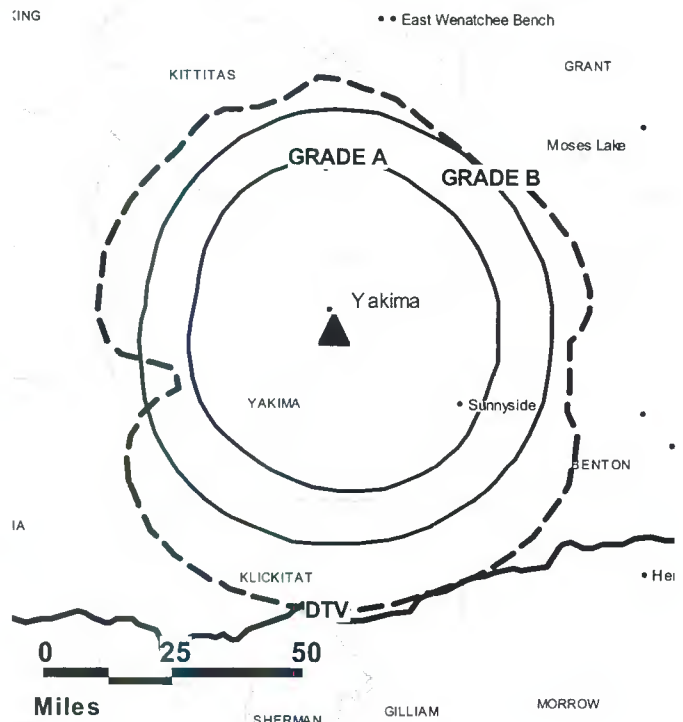 East Wenatchee Bench
KITTITAS
GRANT
Moses Lake
GRADE A
GRADE B
Yakima
YAKIMA
Sunnyside
BENTON
IA
KLICKITAT
DTV
0 25 50
Miles
SHERMAN
GILLIAM
MORROW